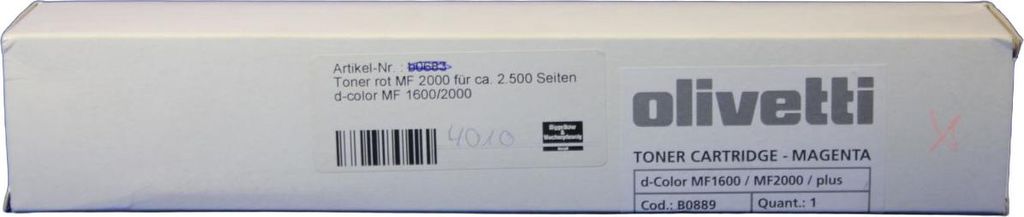 Artikel-Nr. : b0683
Toner rot MF 2000 für ca. 2.500 Seiten
d-color MF 1600/2000
4010
olivetti
TONER CARTRIDGE - MAGENTA
d-Color MF1600 / MF2000 / plus
Cod.: B0889 Quant.: 1